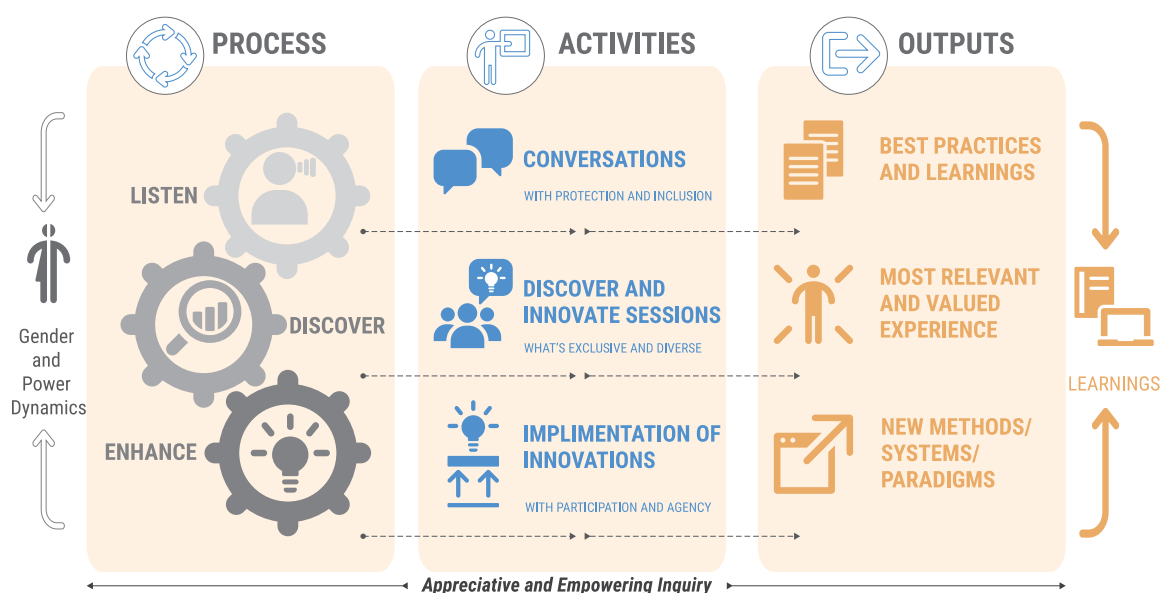 PROCESS
ACTIVITIES
OUTPUTS
LISTEN
CONVERSATIONS
WITH PROTECTION AND INCLUSION
BEST PRACTICES
AND LEARNINGS
Gender
and
Power
Dynamics
DISCOVER
DISCOVER AND
INNOVATE SESSIONS
WHAT'S EXCLUSIVE AND DIVERSE
MOST RELEVANT
AND VALUED
EXPERIENCE
LEARNINGS
ENHANCE
IMPLIMENTATION OF
INNOVATIONS
WITH PARTICIPATION AND AGENCY
NEW METHODS/
SYSTEMS/
PARADIGMS
Appreciative and Empowering Inquiry